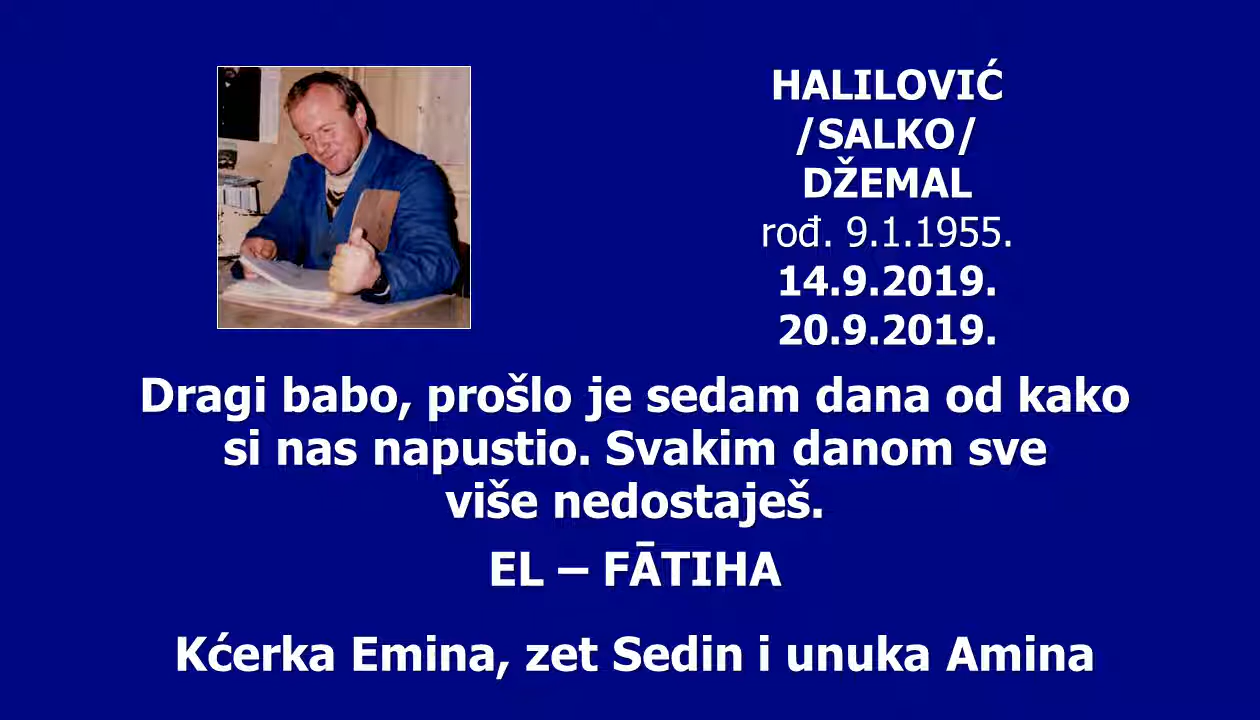 HALILOVIĆ
/SALKO/
DŽEMAL
rođ. 9.1.1955.
14.9.2019.
20.9.2019.
Dragi babo, prošlo je sedam dana od kako
si nas napustio. Svakim danom sve
više nedostaješ.
EL – FĀTIHA
Kćerka Emina, zet Sedin i unuka Amina